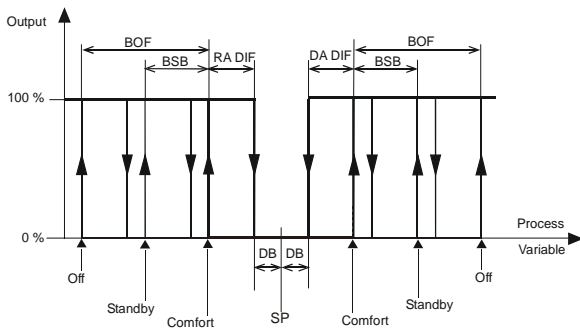 Output
BOF
BOF
BSB
RA DIF
DA DIF
BSB
100 %
0 %
Process
Variable
DB
DB
Off
Standby
Comfort
SP
Comfort
Standby
Off